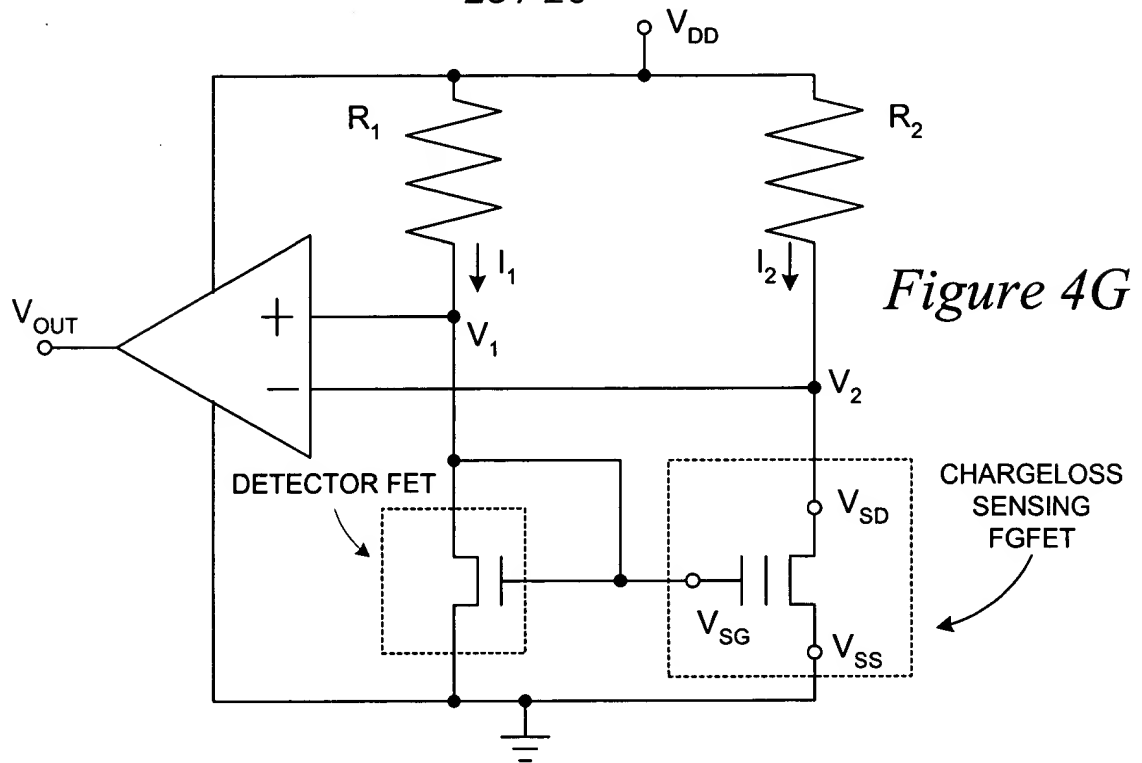 V_DD
R_1
R_2
I_1
I_2
Figure 4G
V_OUT
+
V_1
−
V_2
DETECTOR FET
CHARGELOSS
SENSING
FGFET
V_SD
V_SG
V_SS